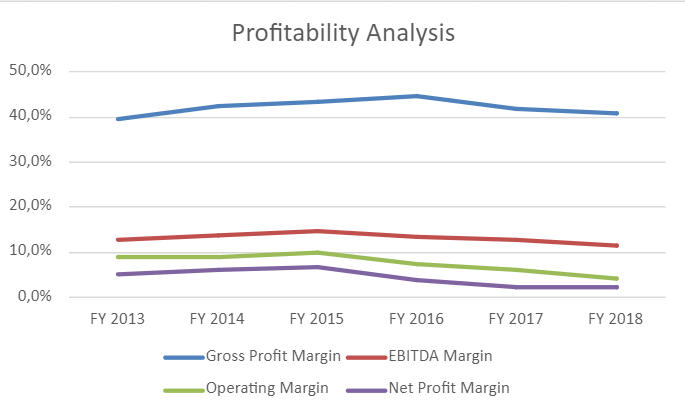 Profitability Analysis
50,0%
40,0%
30,0%
20,0%
10,0%
0,0%
FY 2013 FY 2014 FY 2015 FY 2016 FY 2017 FY 2018
Gross Profit Margin EBITDA Margin
Operating Margin Net Profit Margin